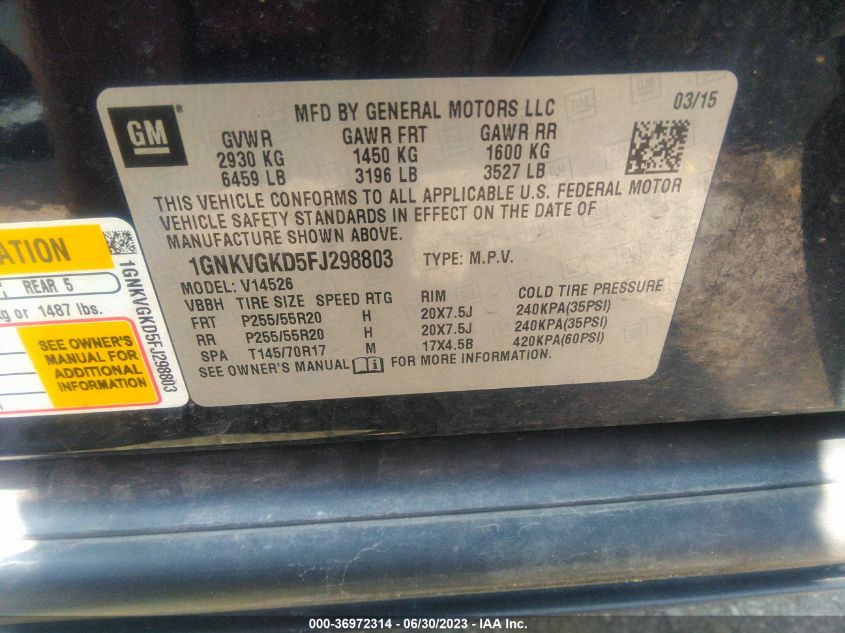 GM ®
MFD BY GENERAL MOTORS LLC 03/15
GVWR GAWR FRT GAWR RR
2930 KG 1450 KG 1600 KG
6459 LB 3196 LB 3527 LB
THIS VEHICLE CONFORMS TO ALL APPLICABLE U.S. FEDERAL MOTOR
VEHICLE SAFETY STANDARDS IN EFFECT ON THE DATE OF
MANUFACTURE SHOWN ABOVE.
1GNKVGKD5FJ298803 TYPE: M.P.V.
MODEL: V14526
VBBH TIRE SIZE SPEED RTG RIM COLD TIRE PRESSURE
FRT P255/55R20 H 20X7.5J 240KPA(35PSI)
RR P255/55R20 H 20X7.5J 240KPA(35PSI)
SPA T145/70R17 M 17X4.5B 420KPA(60PSI)
SEE OWNER'S MANUAL FOR MORE INFORMATION.
ATION
REAR 5
or 1487 lbs.
SEE OWNER'S
MANUAL FOR
ADDITIONAL
INFORMATION
1GNKVGKD5FJ298803
000-36972314 - 06/30/2023 - IAA Inc.